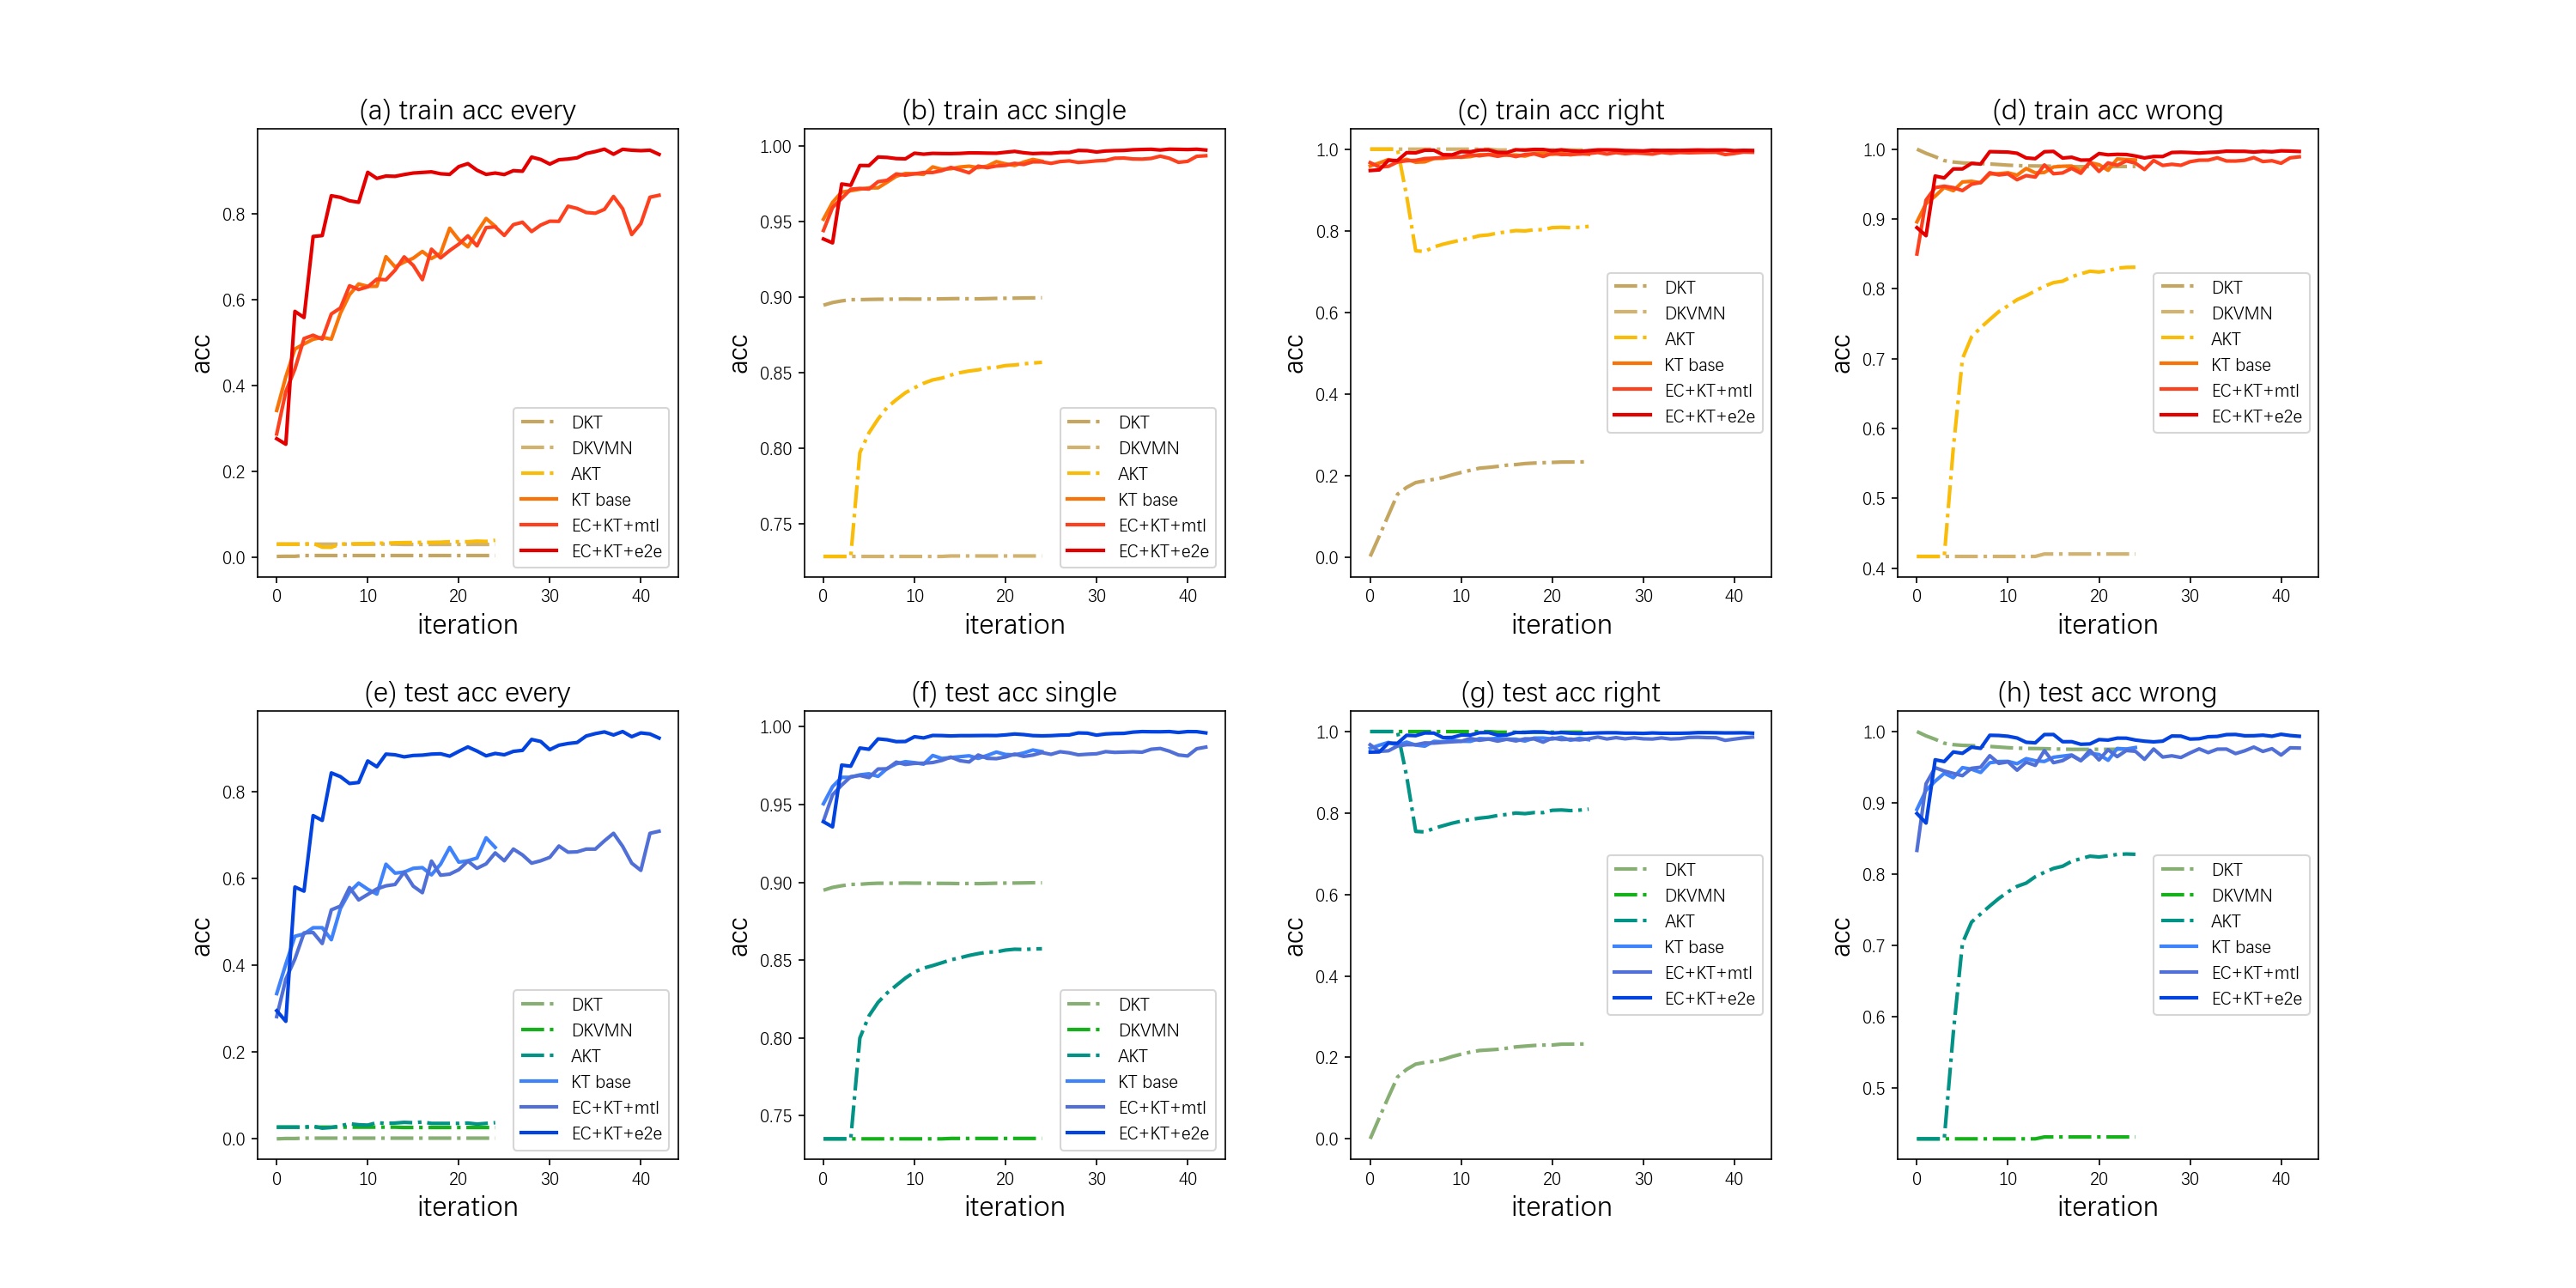 (a) train acc every
acc
0.8
0.6
0.4
0.2
0.0
0 10 20 30 40
iteration
DKT
DKVMN
AKT
KT base
EC+KT+mtl
EC+KT+e2e
(b) train acc single
acc
1.00
0.95
0.90
0.85
0.80
0.75
0 10 20 30 40
iteration
DKT
DKVMN
AKT
KT base
EC+KT+mtl
EC+KT+e2e
(c) train acc right
acc
1.0
0.8
0.6
0.4
0.2
0.0
0 10 20 30 40
iteration
DKT
DKVMN
AKT
KT base
EC+KT+mtl
EC+KT+e2e
(d) train acc wrong
acc
1.0
0.9
0.8
0.7
0.6
0.5
0.4
0 10 20 30 40
iteration
DKT
DKVMN
AKT
KT base
EC+KT+mtl
EC+KT+e2e
(e) test acc every
acc
0.8
0.6
0.4
0.2
0.0
0 10 20 30 40
iteration
DKT
DKVMN
AKT
KT base
EC+KT+mtl
EC+KT+e2e
(f) test acc single
acc
1.00
0.95
0.90
0.85
0.80
0.75
0 10 20 30 40
iteration
DKT
DKVMN
AKT
KT base
EC+KT+mtl
EC+KT+e2e
(g) test acc right
acc
1.0
0.8
0.6
0.4
0.2
0.0
0 10 20 30 40
iteration
DKT
DKVMN
AKT
KT base
EC+KT+mtl
EC+KT+e2e
(h) test acc wrong
acc
1.0
0.9
0.8
0.7
0.6
0.5
0 10 20 30 40
iteration
DKT
DKVMN
AKT
KT base
EC+KT+mtl
EC+KT+e2e